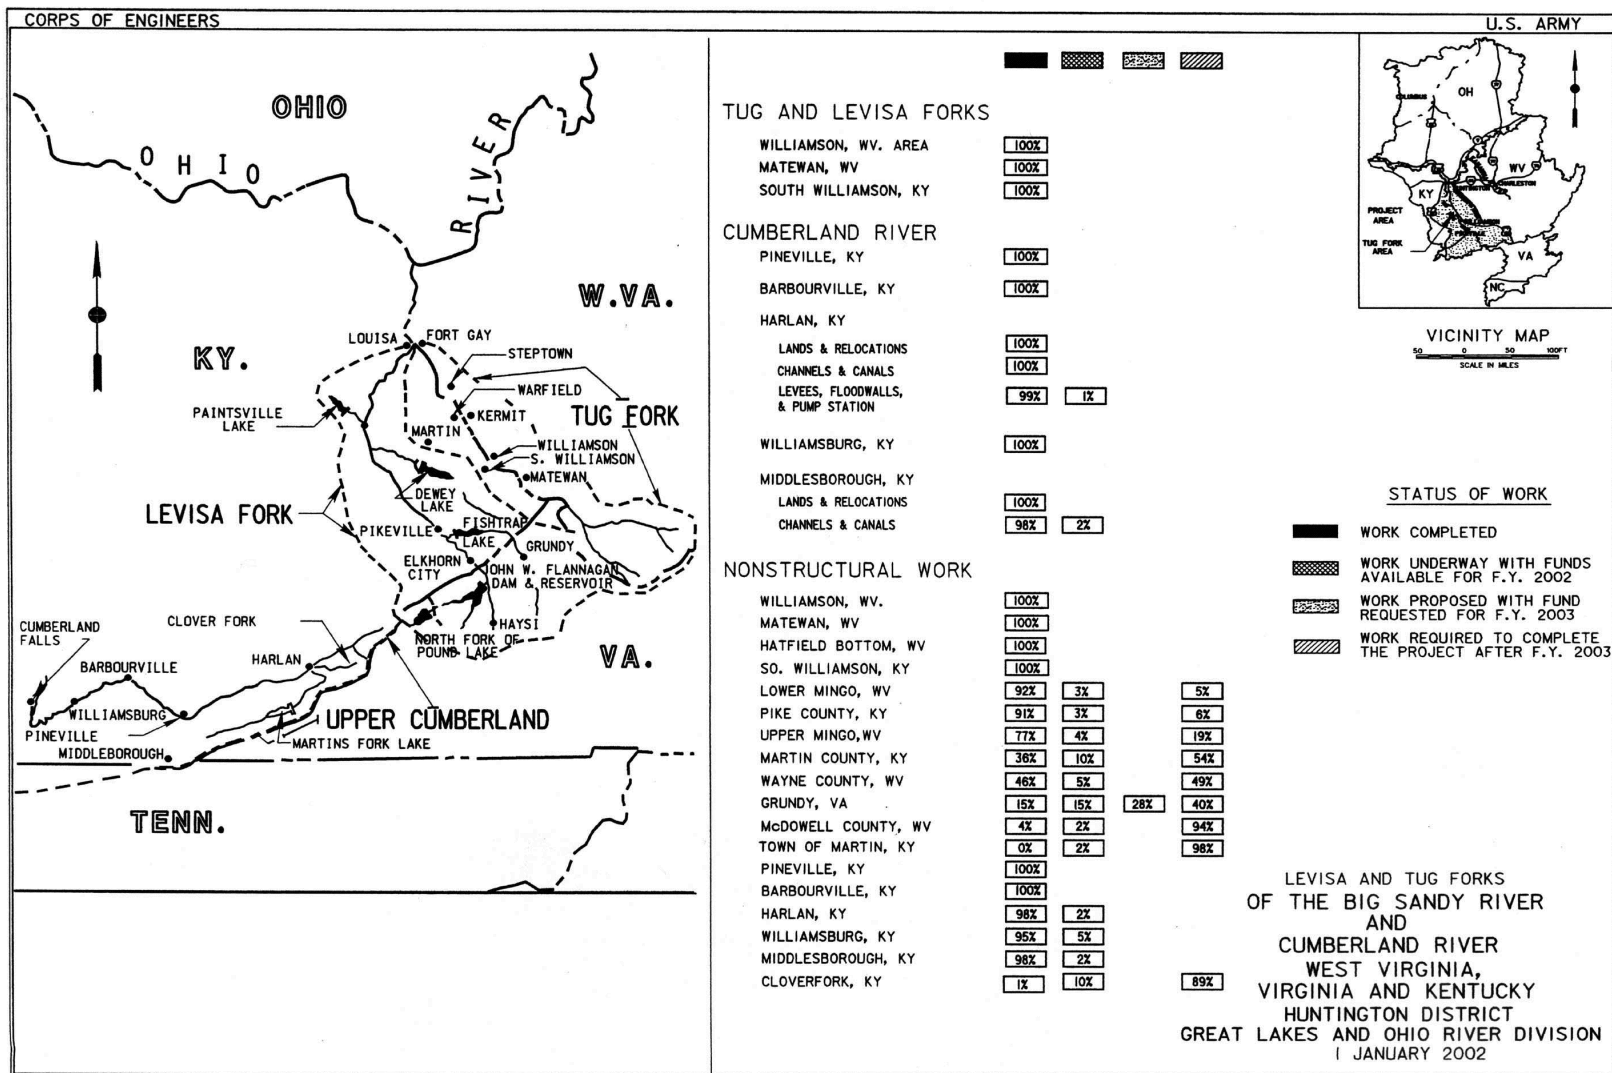 CORPS OF ENGINEERS
U.S. ARMY
OHIO
OHIO RIVER
W.VA.
KY.
LOUISA
FORT GAY
STEPTOWN
WARFIELD
KERMIT
PAINTSVILLE
LAKE
MARTIN
TUG FORK
WILLIAMSON
S. WILLIAMSON
MATEWAN
DEWEY
LAKE
LEVISA FORK
PIKEVILLE
FISHTRAP
LAKE
GRUNDY
ELKHORN
CITY
JOHN W. FLANNAGAN
DAM & RESERVOIR
HAYSI
NORTH FORK OF
POUND LAKE
VA.
CUMBERLAND
FALLS
CLOVER FORK
HARLAN
BARBOURVILLE
WILLIAMSBURG
PINEVILLE
UPPER CUMBERLAND
MARTINS FORK LAKE
MIDDLEBOROUGH
TENN.
TUG AND LEVISA FORKS
WILLIAMSON, WV. AREA 100%
MATEWAN, WV 100%
SOUTH WILLIAMSON, KY 100%
CUMBERLAND RIVER
PINEVILLE, KY 100%
BARBOURVILLE, KY 100%
HARLAN, KY
LANDS & RELOCATIONS 100%
CHANNELS & CANALS 100%
LEVEES, FLOODWALLS,
& PUMP STATION 99% 1%
WILLIAMSBURG, KY 100%
MIDDLESBOROUGH, KY
LANDS & RELOCATIONS 100%
CHANNELS & CANALS 98% 2%
NONSTRUCTURAL WORK
WILLIAMSON, WV. 100%
MATEWAN, WV 100%
HATFIELD BOTTOM, WV 100%
SO. WILLIAMSON, KY 100%
LOWER MINGO, WV 92% 3% 5%
PIKE COUNTY, KY 91% 3% 6%
UPPER MINGO,WV 77% 4% 19%
MARTIN COUNTY, KY 36% 10% 54%
WAYNE COUNTY, WV 46% 5% 49%
GRUNDY, VA 15% 15% 28% 40%
McDOWELL COUNTY, WV 4% 2% 94%
TOWN OF MARTIN, KY 0% 2% 98%
PINEVILLE, KY 100%
BARBOURVILLE, KY 100%
HARLAN, KY 98% 2%
WILLIAMSBURG, KY 95% 5%
MIDDLESBOROUGH, KY 98% 2%
CLOVERFORK, KY 1% 10% 89%
COLUMBUS
OH
WV
KY
HUNTINGTON
CHARLESTON
PROJECT
AREA
WILLIAMSON
TUG FORK
AREA
VA
NC
VICINITY MAP
50 0 50 100FT
SCALE IN MILES
STATUS OF WORK
WORK COMPLETED
WORK UNDERWAY WITH FUNDS
AVAILABLE FOR F.Y. 2002
WORK PROPOSED WITH FUND
REQUESTED FOR F.Y. 2003
WORK REQUIRED TO COMPLETE
THE PROJECT AFTER F.Y. 2003
LEVISA AND TUG FORKS
OF THE BIG SANDY RIVER
AND
CUMBERLAND RIVER
WEST VIRGINIA,
VIRGINIA AND KENTUCKY
HUNTINGTON DISTRICT
GREAT LAKES AND OHIO RIVER DIVISION
1 JANUARY 2002